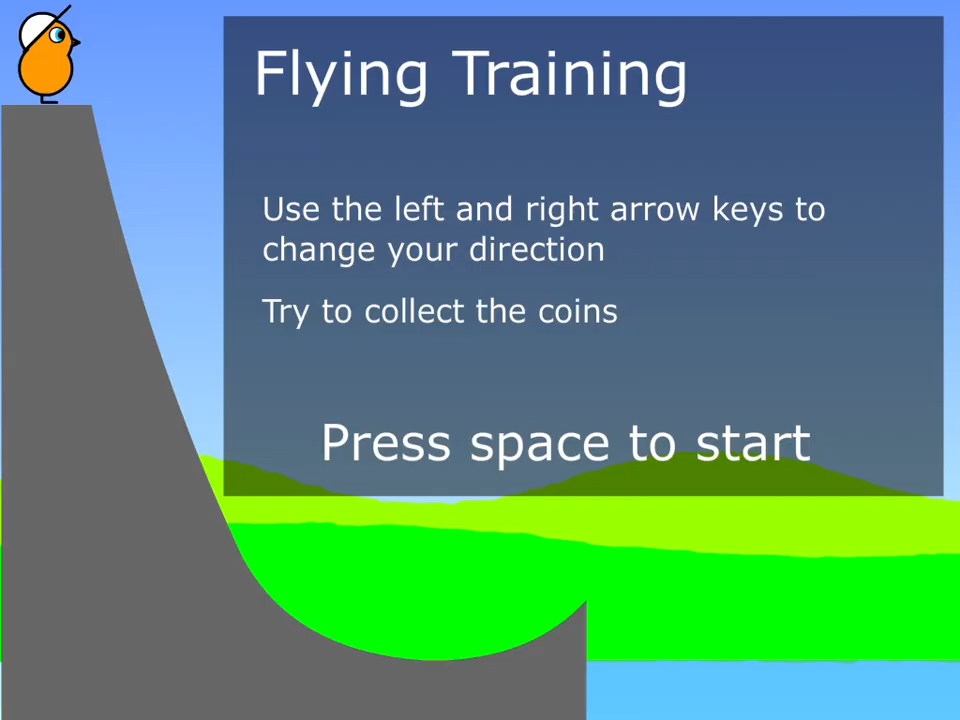 Flying Training
Use the left and right arrow keys to
change your direction
Try to collect the coins
Press space to start